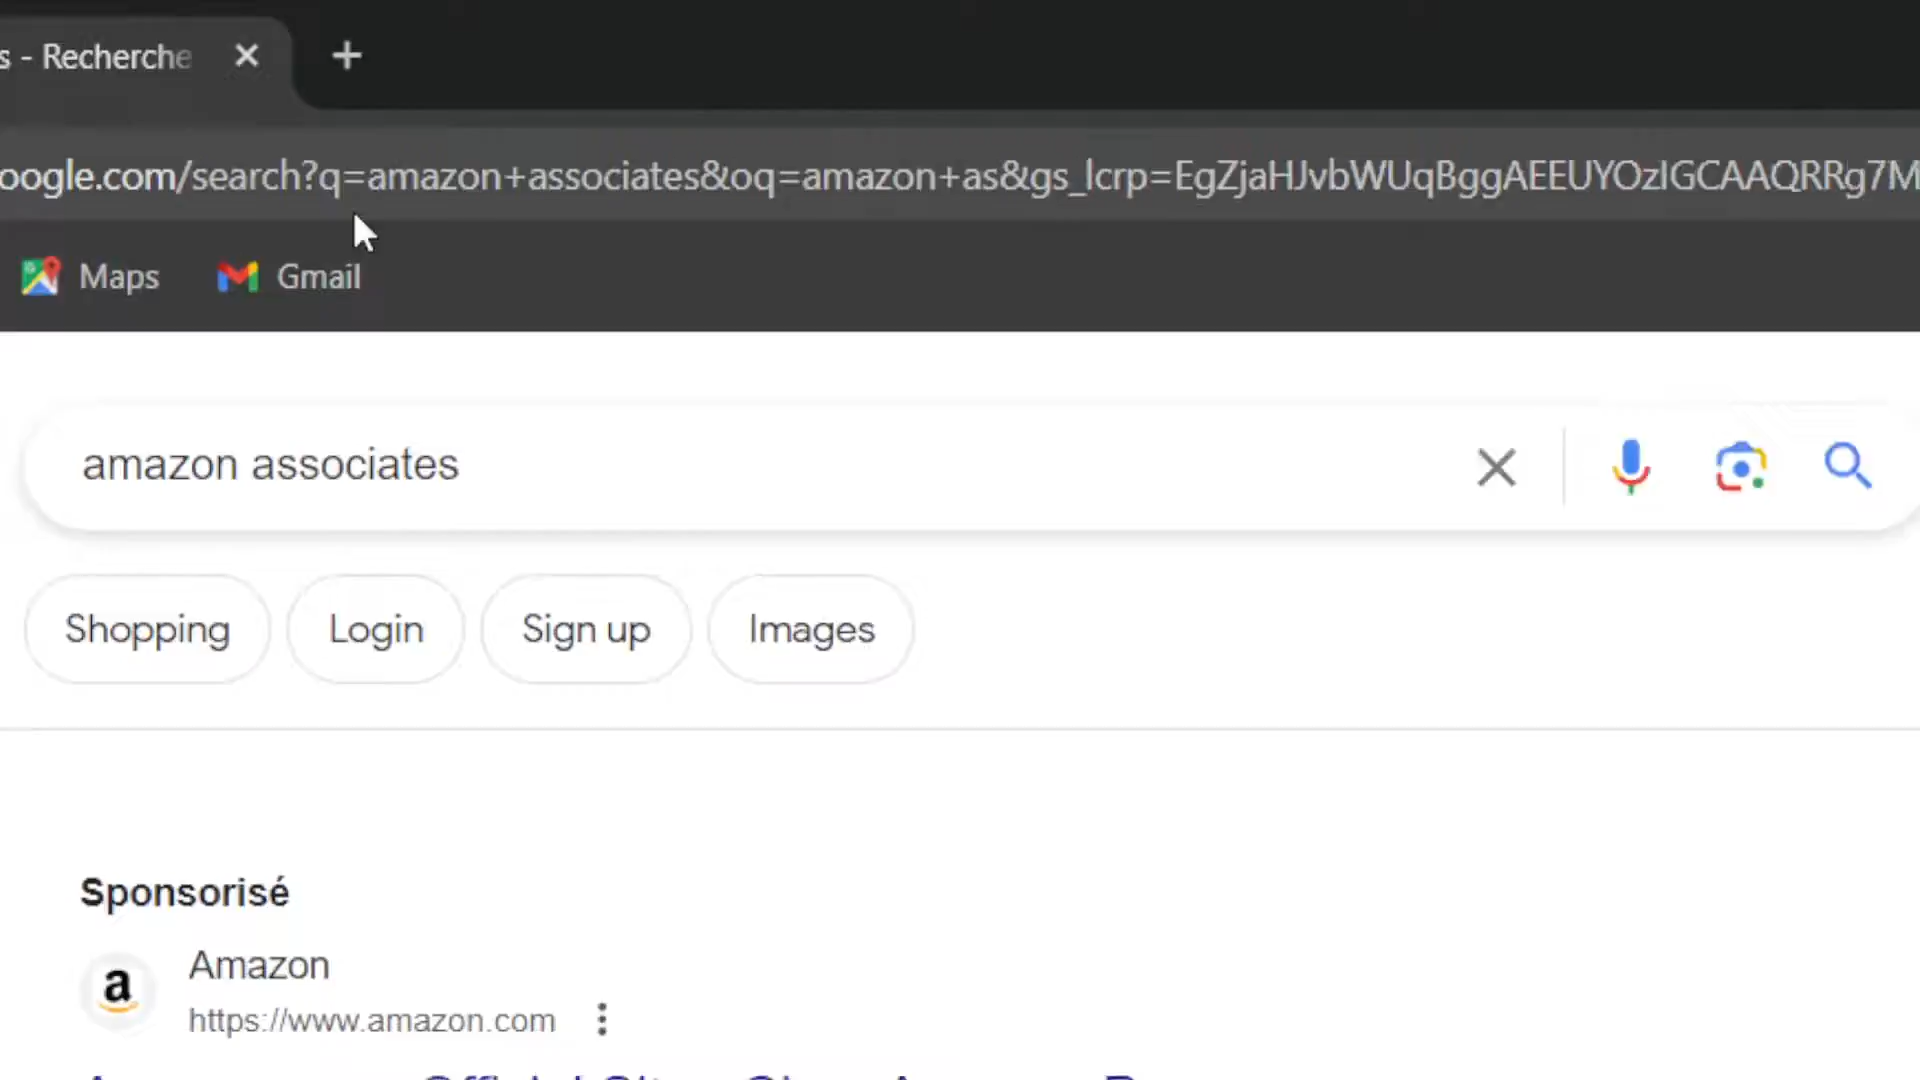 s - Recherche
oogle.com/search?q=amazon+associates&oq=amazon+as&gs_lcrp=EgZjaHJvbWUqBggAEEUYOzIGCAAQRRg7M
Maps Gmail
amazon associates
Shopping Login Sign up Images
Sponsorisé
Amazon
https://www.amazon.com